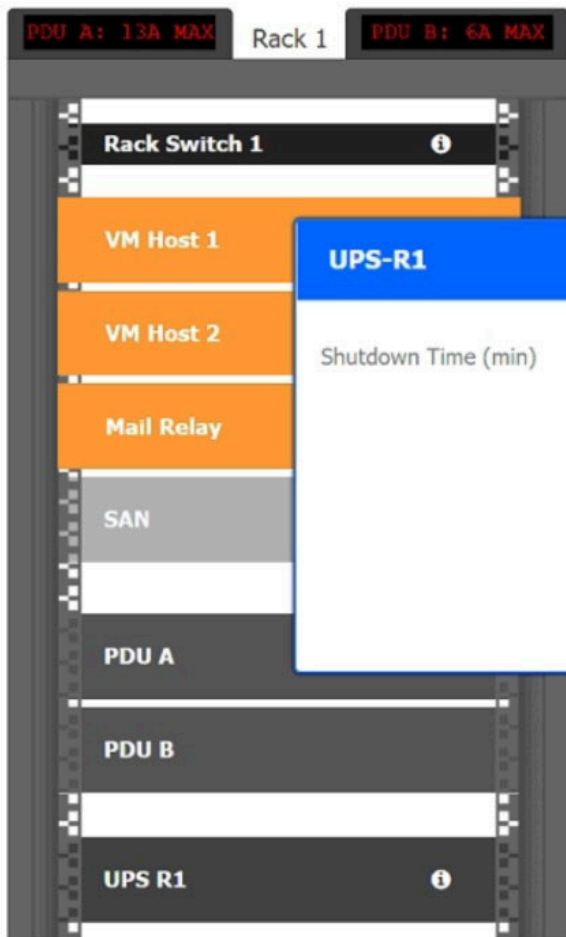 PDU A: 13A MAX
Rack 1
PDU B: 6A MAX
Rack Switch 1
VM Host 1
UPS-R1
VM Host 2
Shutdown Time (min)
Mail Relay
SAN
PDU A
PDU B
UPS R1